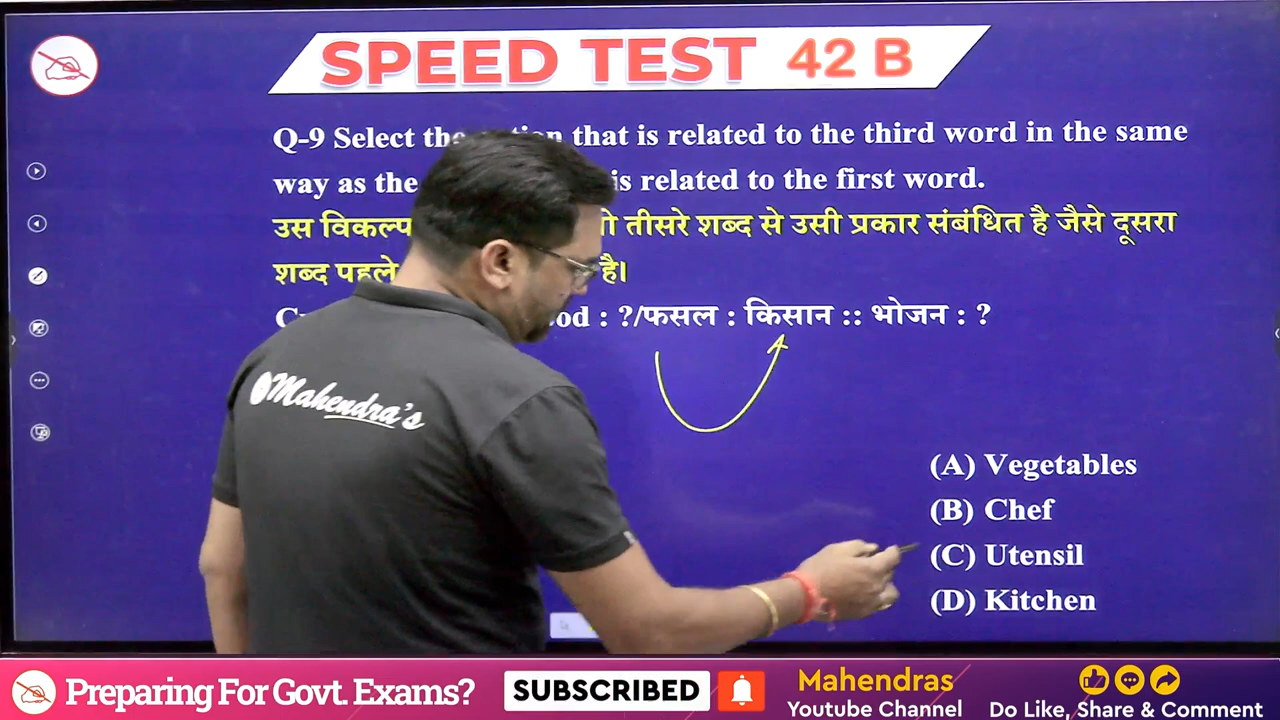 SPEED TEST 42 B
Q-9 Select the that is related to the third word in the same
way as the is related to the first word.
उस विकल्प तीसरे शब्द से उसी प्रकार संबंधित है जैसे दूसरा
शब्द पहले है।
: ?/फसल : किसान :: भोजन : ?
Mahendra's
(A) Vegetables
(B) Chef
(C) Utensil
(D) Kitchen
Preparing For Govt. Exams?
SUBSCRIBED
Mahendras
YouTube Channel
Do Like, Share & Comment